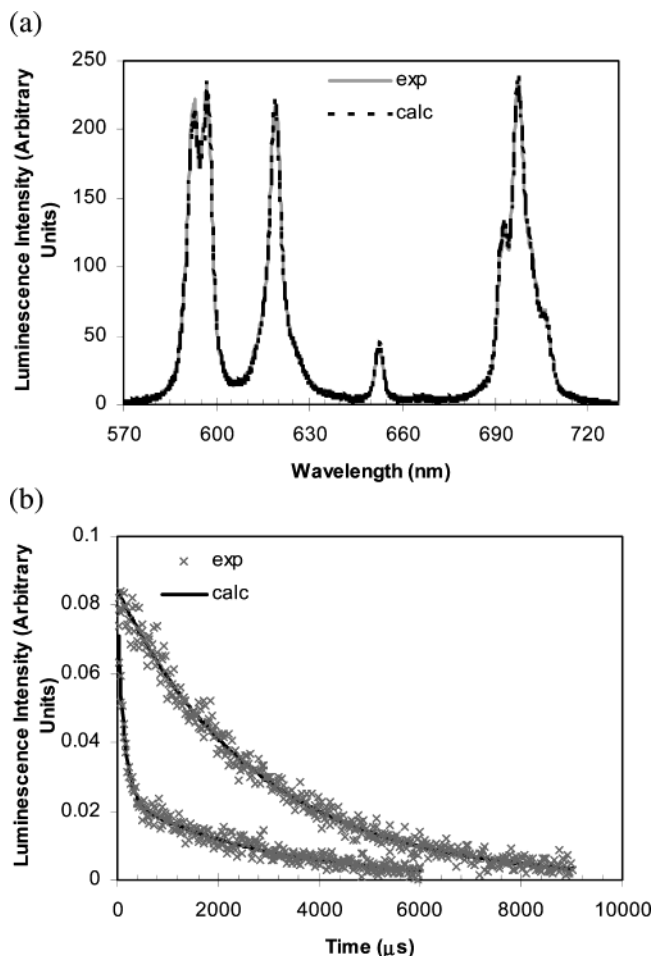 (a)
Luminescence Intensity (Arbitrary
Units)
250
200
150
100
50
0
exp
calc
570 600 630 660 690 720
Wavelength (nm)
(b)
Luminescence Intensity (Arbitrary
Units)
0.1
0.08
0.06
0.04
0.02
0
exp
calc
0 2000 4000 6000 8000 10000
Time (μs)